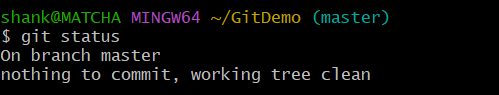 shank@MATCHA MINGW64 ~/GitDemo (master)
$ git status
On branch master
nothing to commit, working tree clean